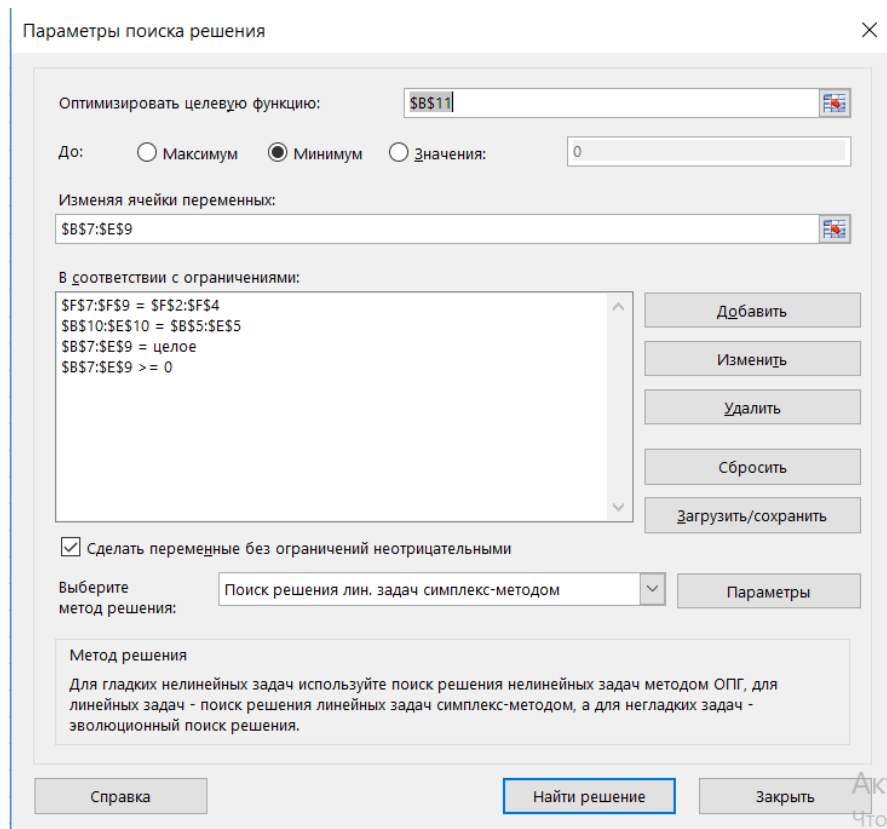 Параметры поиска решения
Оптимизировать целевую функцию: $B$11
До: Максимум Минимум Значения: 0
Изменяя ячейки переменных:
$B$7:$E$9
В соответствии с ограничениями:
$F$7:$F$9 = $F$2:$F$4
$B$10:$E$10 = $B$5:$E$5
$B$7:$E$9 = целое
$B$7:$E$9 >= 0
Добавить
Изменить
Удалить
Сбросить
Загрузить/сохранить
Сделать переменные без ограничений неотрицательными
Выберите
метод решения:
Поиск решения лин. задач симплекс-методом
Параметры
Метод решения
Для гладких нелинейных задач используйте поиск решения нелинейных задач методом ОПГ, для
линейных задач - поиск решения линейных задач симплекс-методом, а для негладких задач -
эволюционный поиск решения.
Справка Найти решение Закрыть
Ак
Что